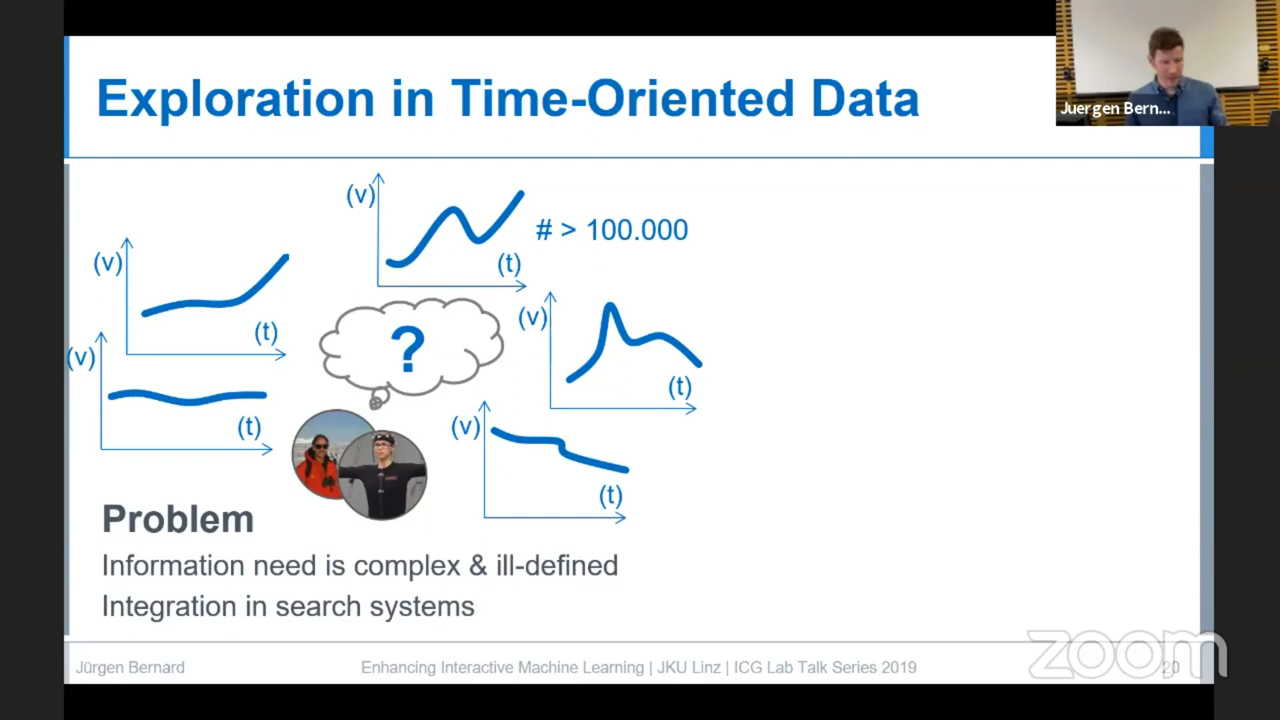 Exploration in Time-Oriented Data
Juergen Bern...
(v)
(t)
# > 100.000
(v)
(t)
(v)
(t)
?
(v)
(t)
(v)
(t)
Problem
Information need is complex & ill-defined
Integration in search systems
Jürgen Bernard
Enhancing Interactive Machine Learning | JKU Linz | ICG Lab Talk Series 2019
20
zoom